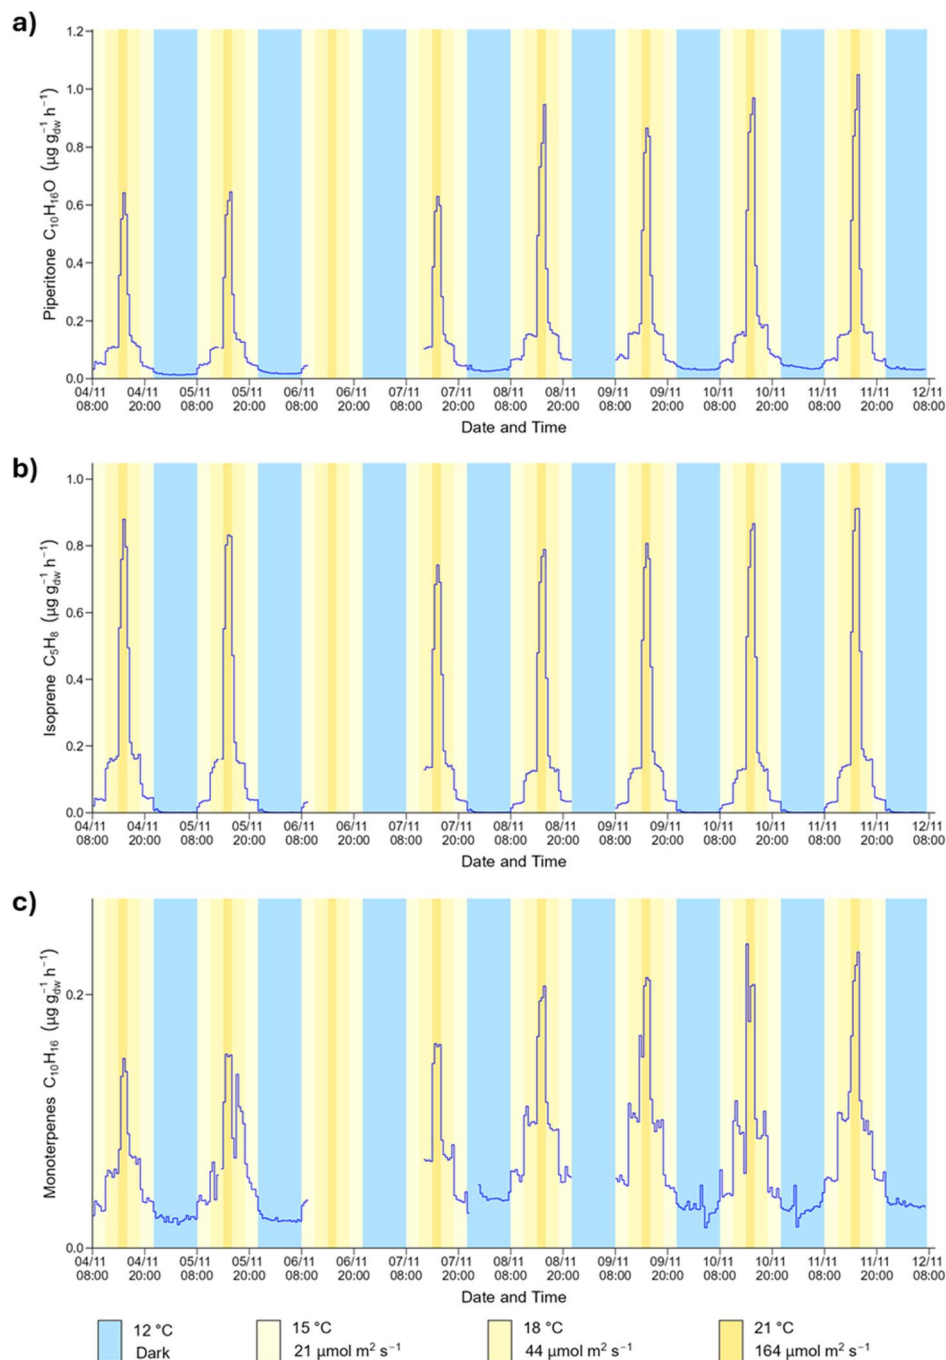 a)
Piperitone C₁₀H₁₆O (µg g⁻¹dw h⁻¹)
1.2
1.0
0.8
0.6
0.4
0.2
0.0
04/11 04/11 05/11 05/11 06/11 06/11 07/11 07/11 08/11 08/11 09/11 09/11 10/11 10/11 11/11 11/11 12/11
08:00 20:00 08:00 20:00 08:00 20:00 08:00 20:00 08:00 20:00 08:00 20:00 08:00 20:00 08:00 20:00 08:00
Date and Time
b)
Isoprene C₅H₈ (µg g⁻¹dw h⁻¹)
1.0
0.8
0.6
0.4
0.2
0.0
04/11 04/11 05/11 05/11 06/11 06/11 07/11 07/11 08/11 08/11 09/11 09/11 10/11 10/11 11/11 11/11 12/11
08:00 20:00 08:00 20:00 08:00 20:00 08:00 20:00 08:00 20:00 08:00 20:00 08:00 20:00 08:00 20:00 08:00
Date and Time
c)
Monoterpenes C₁₀H₁₆ (µg g⁻¹dw h⁻¹)
0.2
0.0
04/11 04/11 05/11 05/11 06/11 06/11 07/11 07/11 08/11 08/11 09/11 09/11 10/11 10/11 11/11 11/11 12/11
08:00 20:00 08:00 20:00 08:00 20:00 08:00 20:00 08:00 20:00 08:00 20:00 08:00 20:00 08:00 20:00 08:00
Date and Time
12 °C
Dark
15 °C
21 µmol m² s⁻¹
18 °C
44 µmol m² s⁻¹
21 °C
164 µmol m² s⁻¹